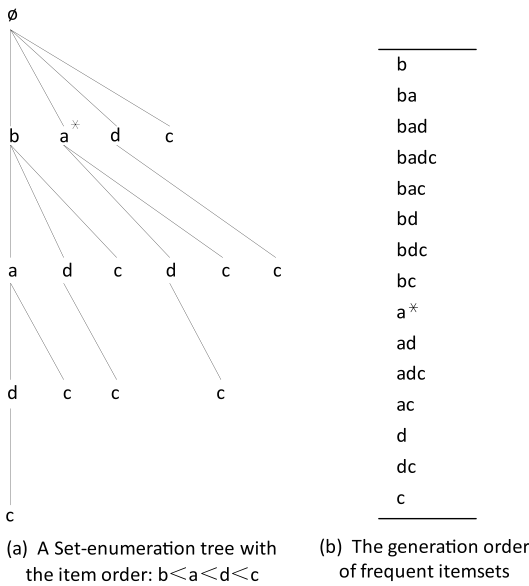 ø
b a* d c
a d c d c c
d c c c
c
(a) A Set-enumeration tree with
the item order: b<a<d<c
b
ba
bad
badc
bac
bd
bdc
bc
a*
ad
adc
ac
d
dc
c
(b) The generation order
of frequent itemsets